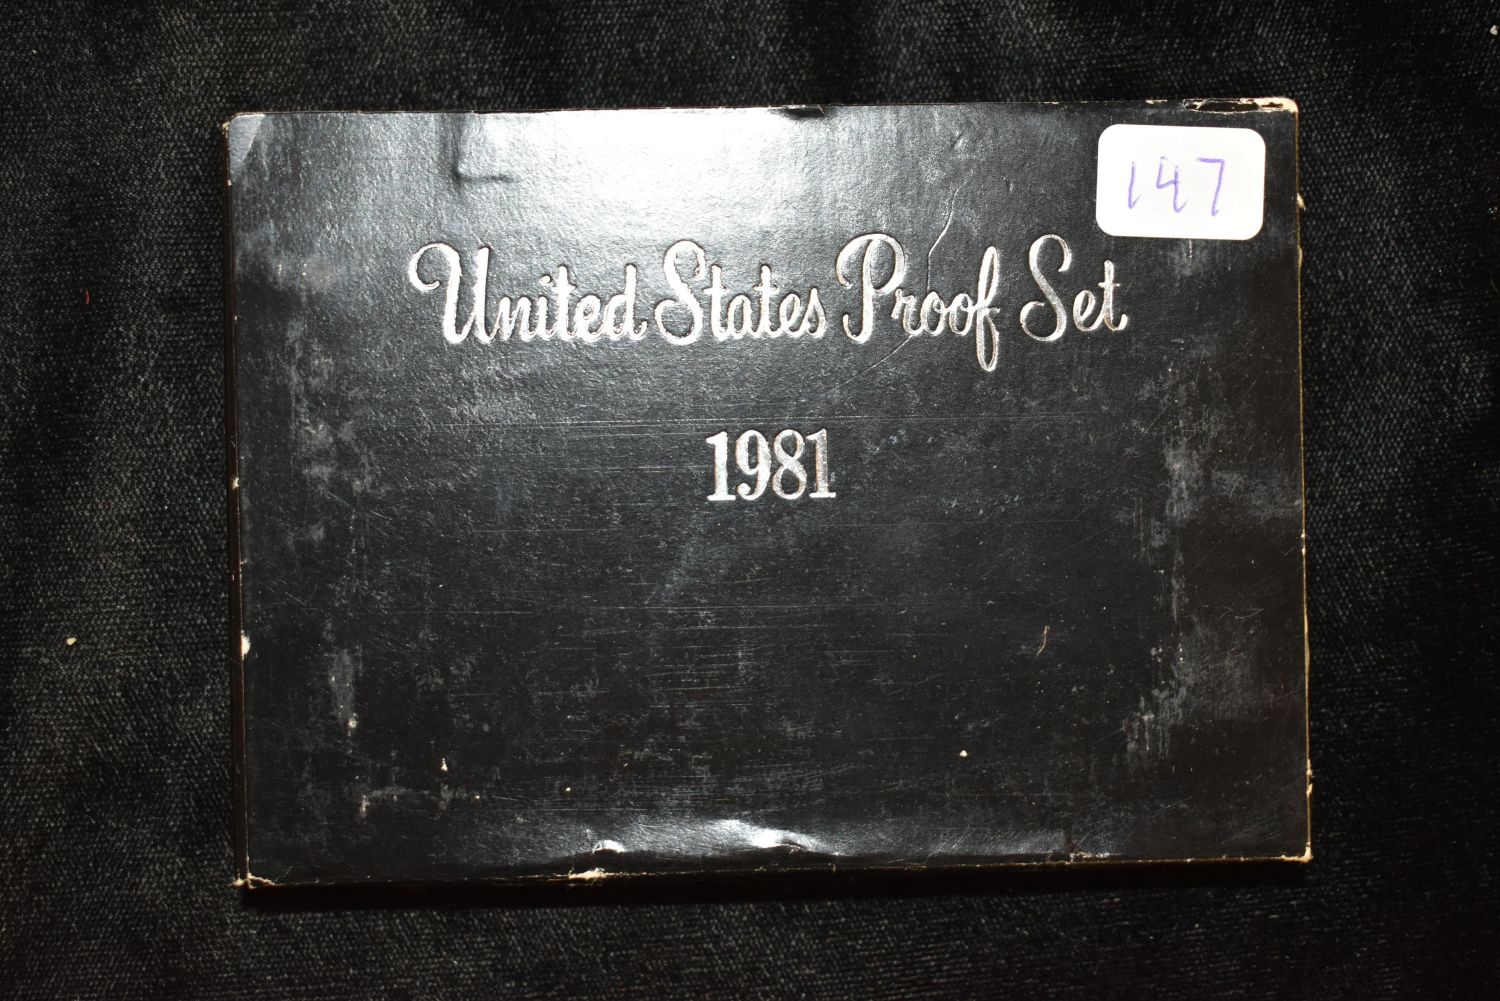 147
United States Proof Set
1981